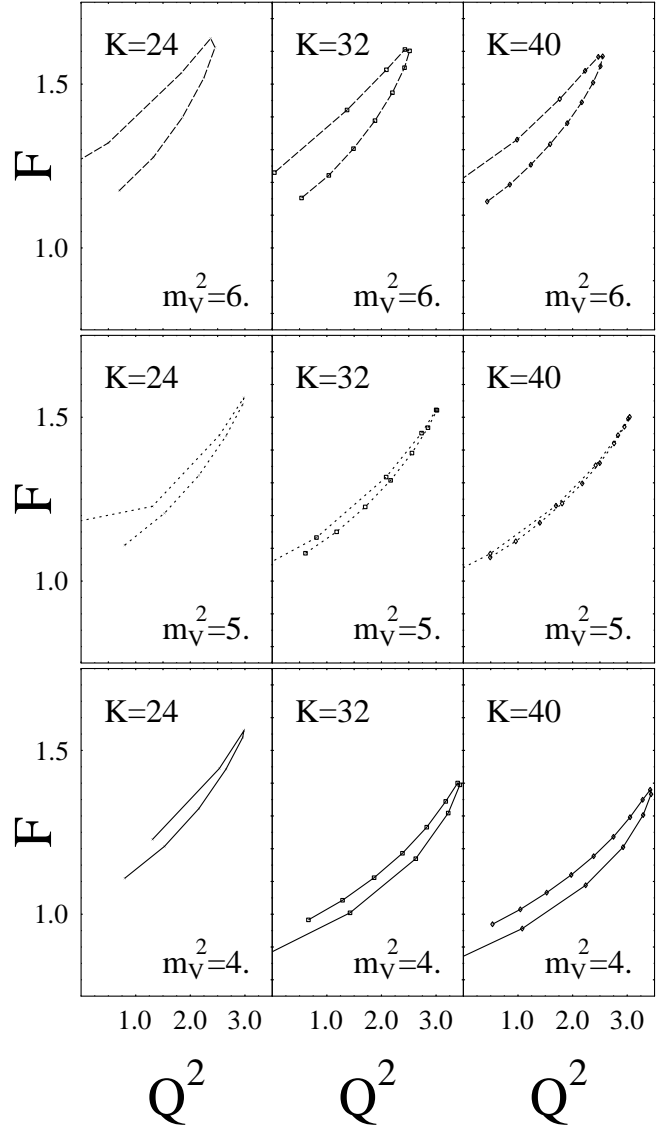 K=24 K=32 K=40
1.5
F
1.0
m_V^2=6. m_V^2=6. m_V^2=6.
K=24 K=32 K=40
1.5
F
1.0
m_V^2=5. m_V^2=5. m_V^2=5.
K=24 K=32 K=40
1.5
F
1.0
m_V^2=4. m_V^2=4. m_V^2=4.
1.0 2.0 3.0 1.0 2.0 3.0 1.0 2.0 3.0
Q^2 Q^2 Q^2